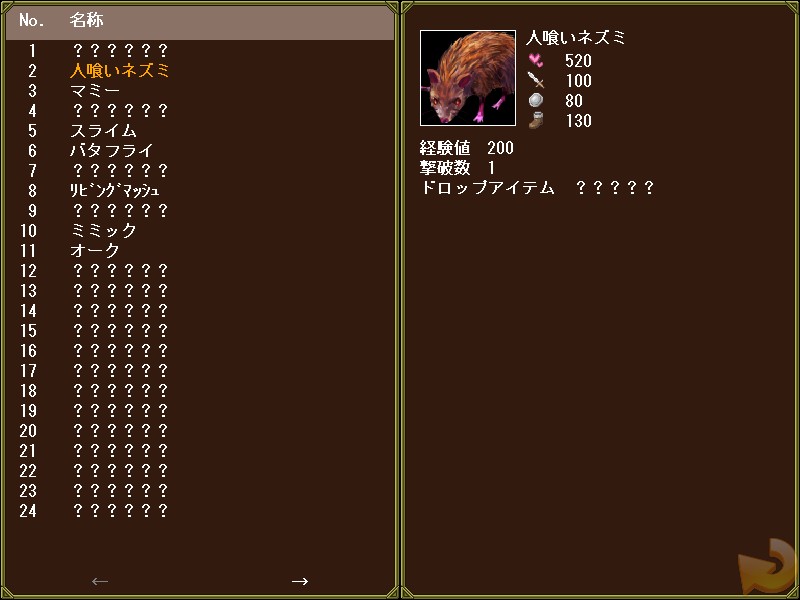 No. 名称
1 ？？？？？？
2 人喰いネズミ
3 マミー
4 ？？？？？？
5 スライム
6 バタフライ
7 ？？？？？？
8 ﾘﾋﾞﾝｸﾞﾏｯｼｭ
9 ？？？？？？
10 ミミック
11 オーク
12 ？？？？？？
13 ？？？？？？
14 ？？？？？？
15 ？？？？？？
16 ？？？？？？
17 ？？？？？？
18 ？？？？？？
19 ？？？？？？
20 ？？？？？？
21 ？？？？？？
22 ？？？？？？
23 ？？？？？？
24 ？？？？？？
← →
人喰いネズミ
520
100
80
130
経験値 200
撃破数 1
ドロップアイテム ？？？？？